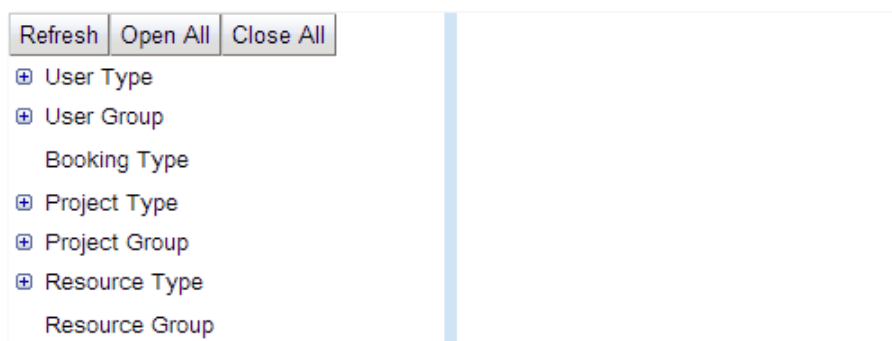 Refresh Open All Close All
User Type
User Group
Booking Type
Project Type
Project Group
Resource Type
Resource Group